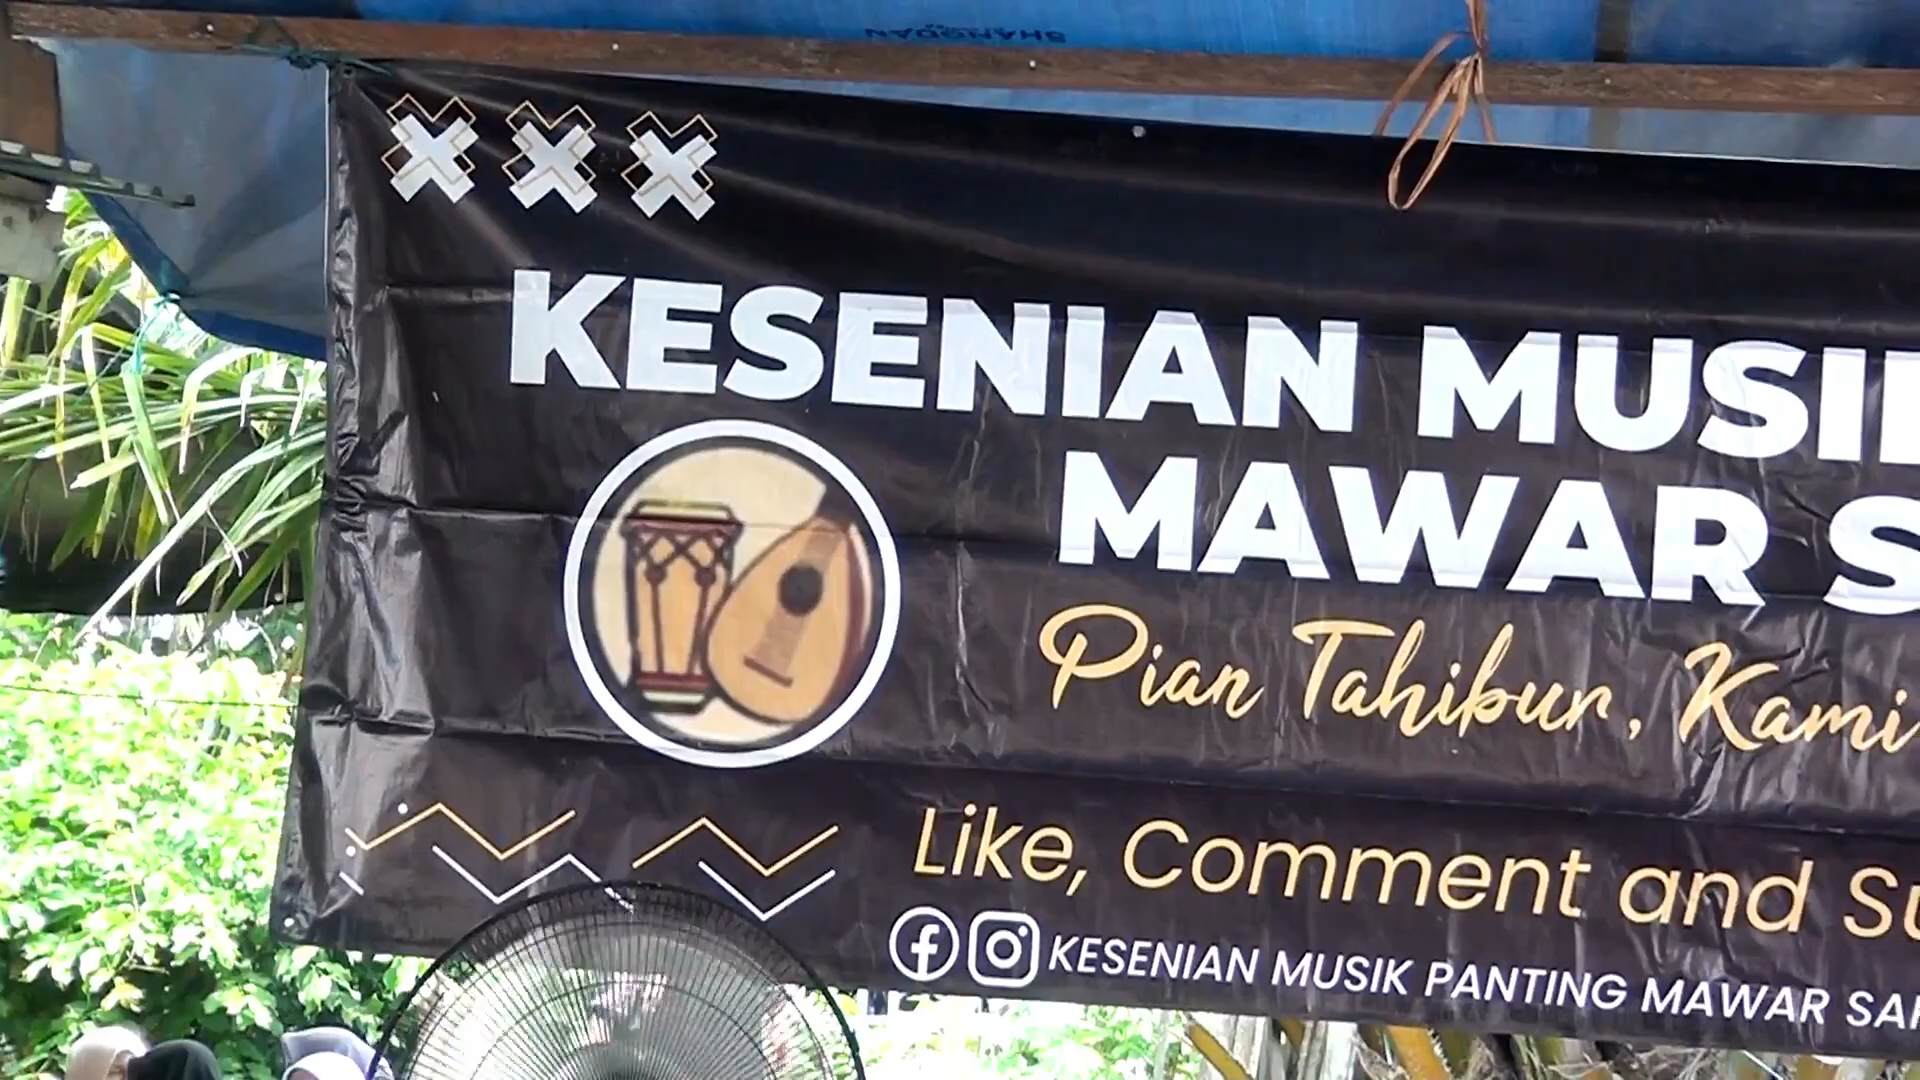 KESENIAN MUSI
MAWAR S
Pian Tahibur, Kami
Like, Comment and Su
KESENIAN MUSIK PANTING MAWAR SA